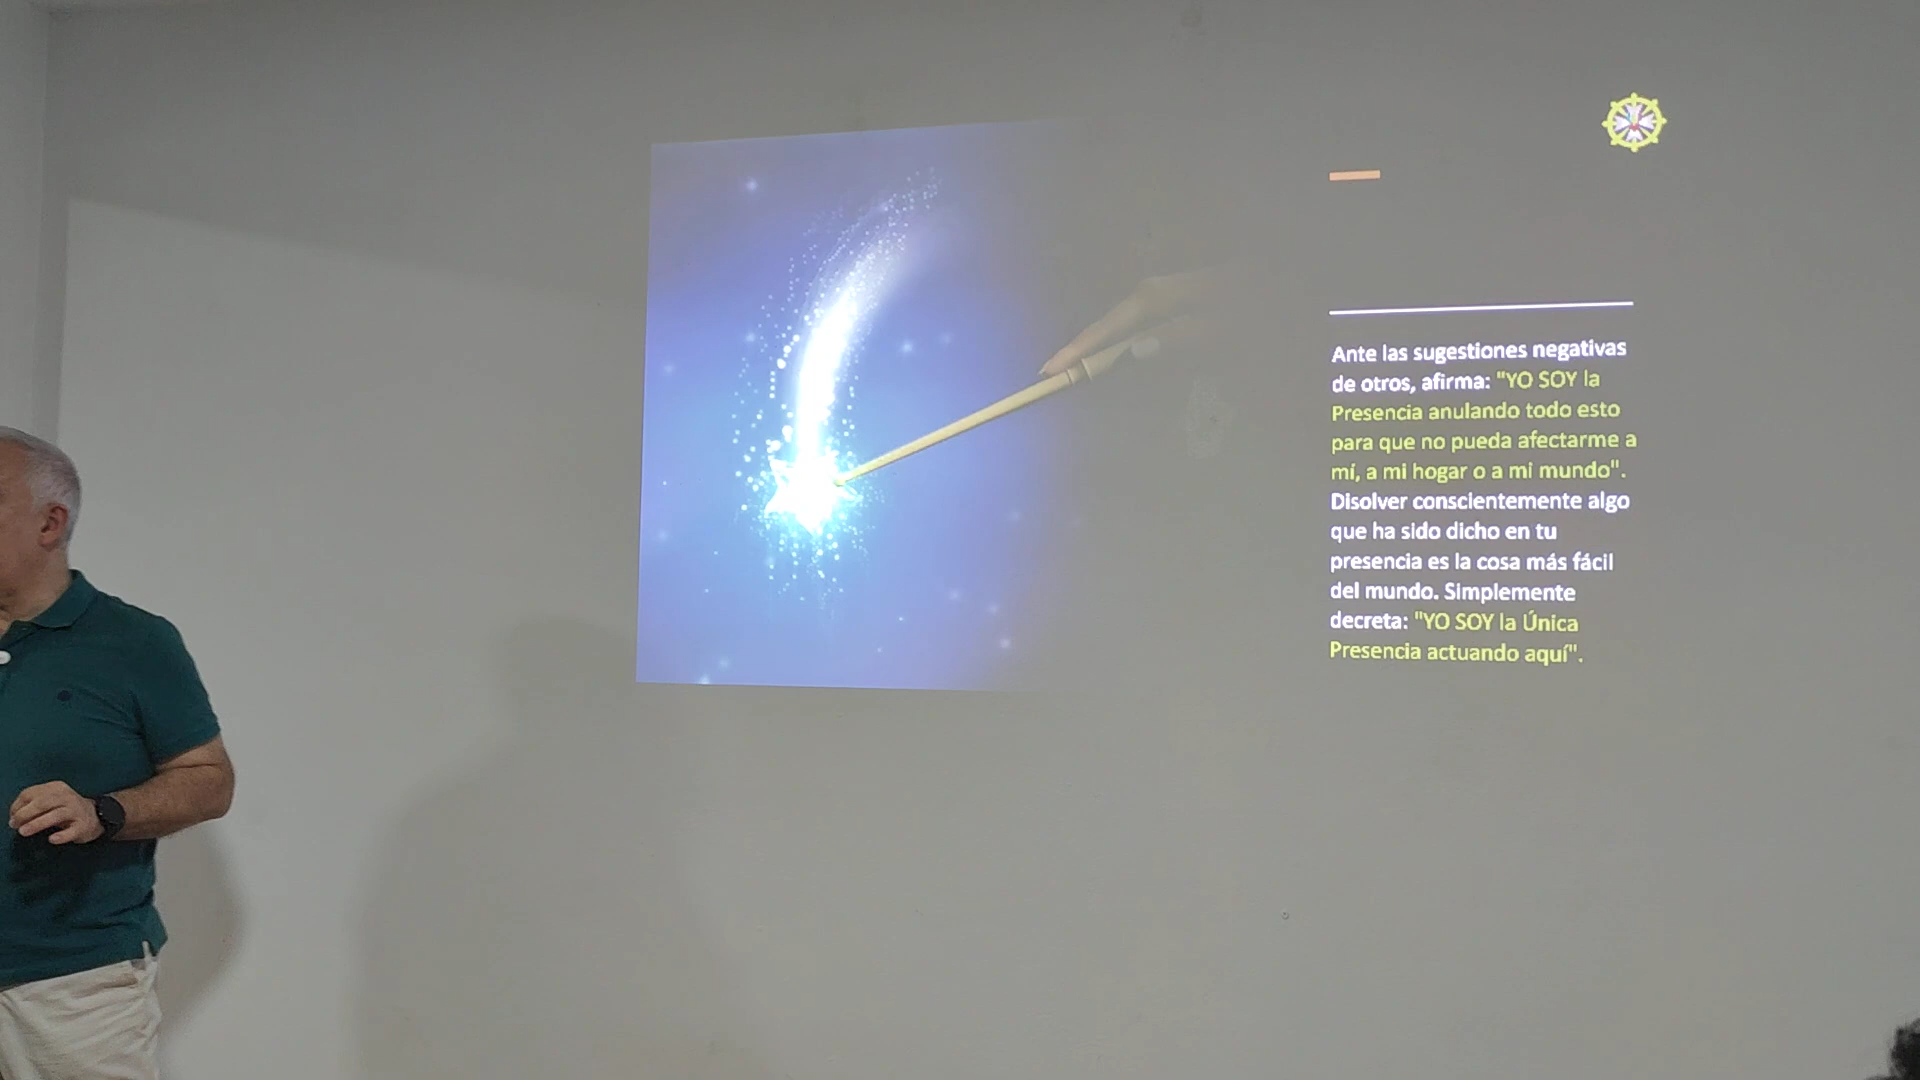 Ante las sugestiones negativas
de otros, afirma: "YO SOY la
Presencia anulando todo esto
para que no pueda afectarme a
mí, a mi hogar o a mi mundo".
Disolver conscientemente algo
que ha sido dicho en tu
presencia es la cosa más fácil
del mundo. Simplemente
decreta: "YO SOY la Única
Presencia actuando aquí".